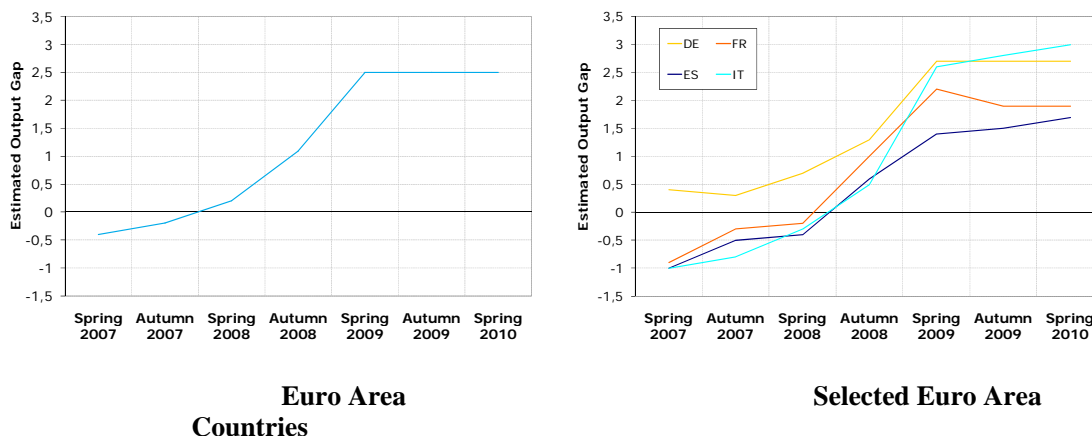 Estimated Output Gap
3,5
3
2,5
2
1,5
1
0,5
0
-0,5
-1
-1,5
Spring 2007
Autumn 2007
Spring 2008
Autumn 2008
Spring 2009
Autumn 2009
Spring 2010
Estimated Output Gap
3,5
3
2,5
2
1,5
1
0,5
0
-0,5
-1
-1,5
DE FR
ES IT
Spring 2007
Autumn 2007
Spring 2008
Autumn 2008
Spring 2009
Autumn 2009
Spring 2010
Euro Area Selected Euro Area
Countries